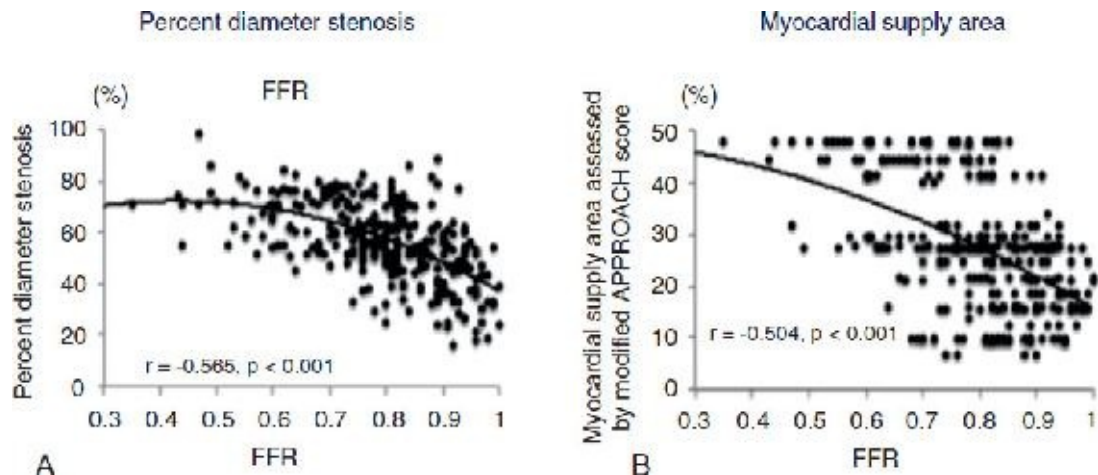 Percent diameter stenosis
FFR
(%)
Percent diameter stenosis
100
80
60
40
20
0
r = -0.565, p < 0.001
0.3 0.4 0.5 0.6 0.7 0.8 0.9 1
FFR
A
Myocardial supply area
(%)
Myocardial supply area assessed
by modified APPROACH score
50
40
30
20
10
0
r = -0.504, p < 0.001
0.3 0.4 0.5 0.6 0.7 0.8 0.9 1
FFR
B